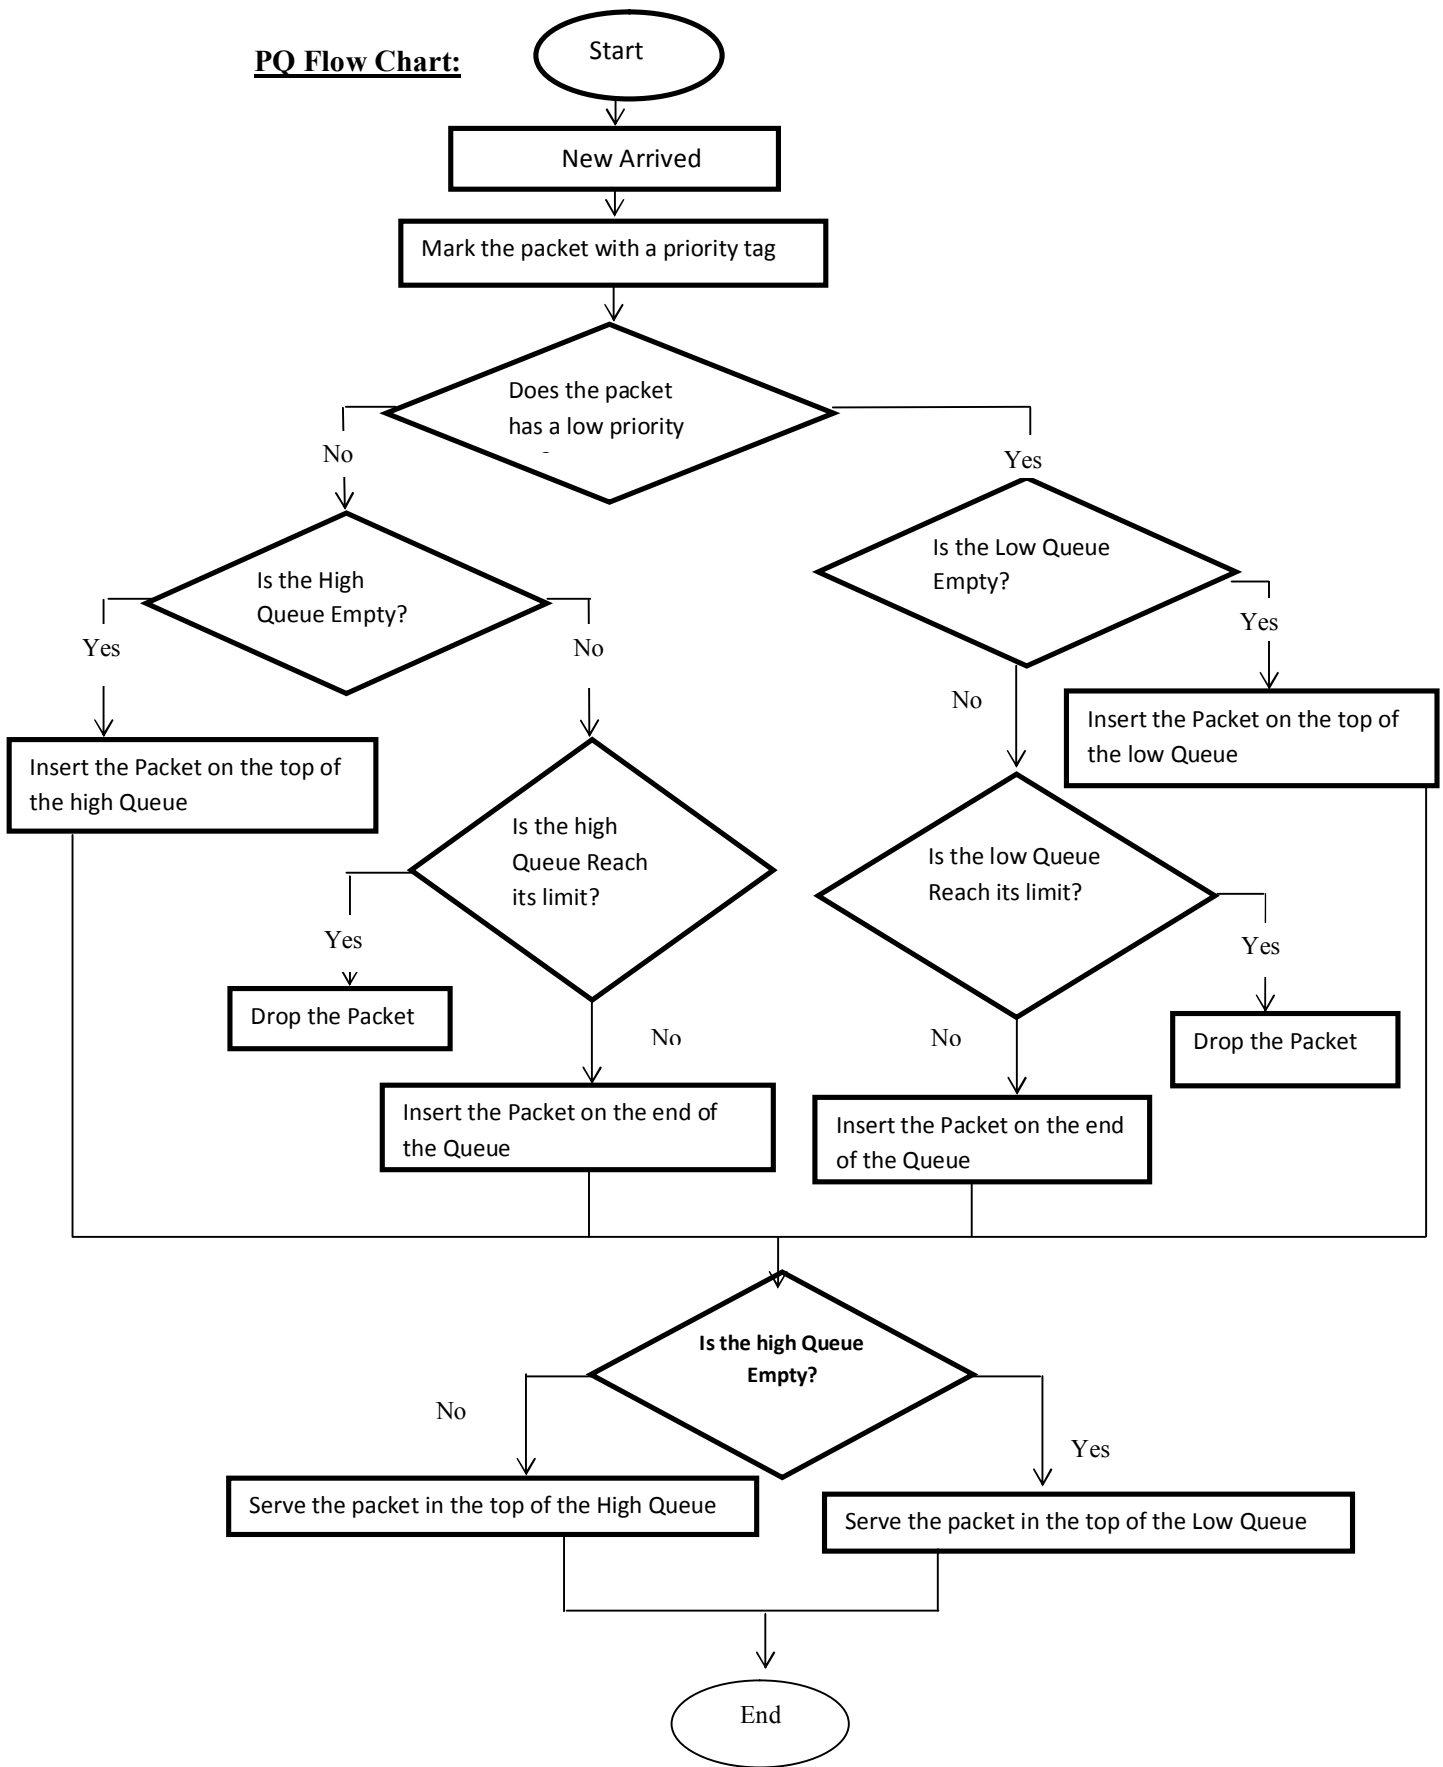 PQ Flow Chart:
Start
New Arrived
Mark the packet with a priority tag
Does the packet
has a low priority
No
Yes
Is the High
Queue Empty?
Is the Low Queue
Empty?
Yes
No
Yes
No
Insert the Packet on the top of
the high Queue
Insert the Packet on the top of
the low Queue
Is the high
Queue Reach
its limit?
Is the low Queue
Reach its limit?
Yes
Yes
Drop the Packet
No
No
Drop the Packet
Insert the Packet on the end of
the Queue
Insert the Packet on the end
of the Queue
Is the high Queue
Empty?
No
Yes
Serve the packet in the top of the High Queue
Serve the packet in the top of the Low Queue
End